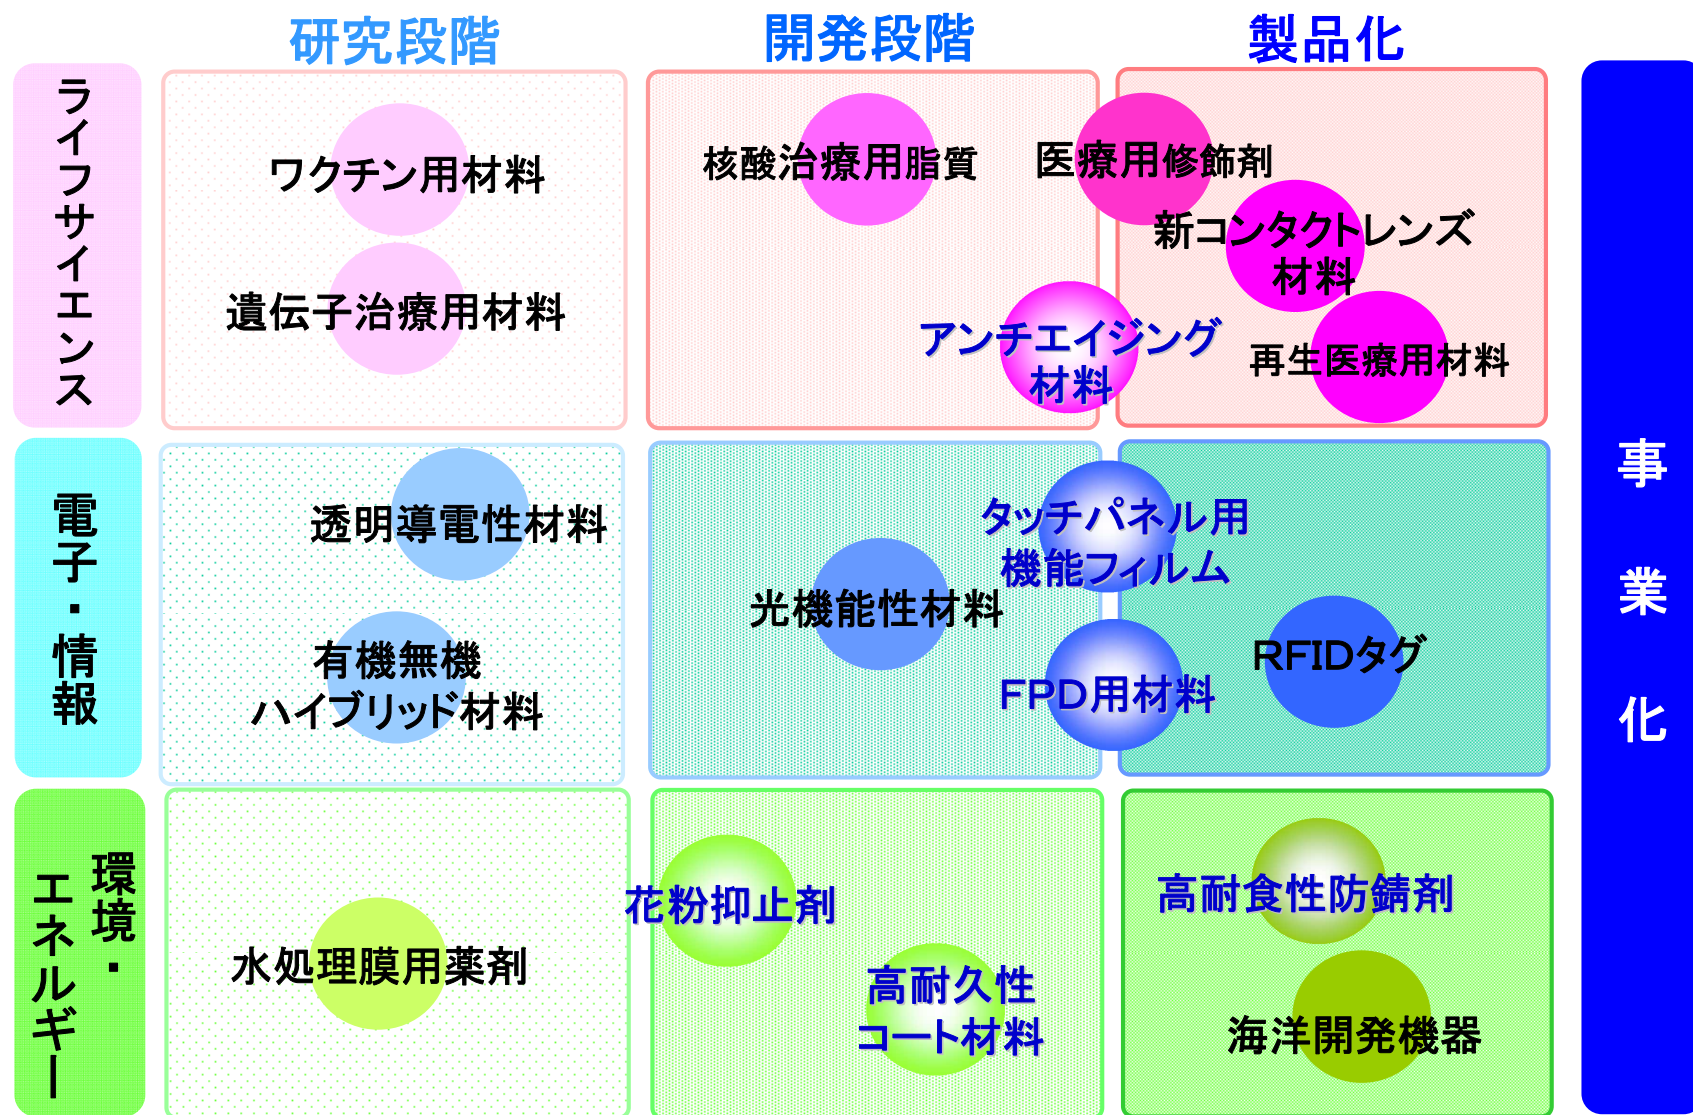 研究段階
開発段階
製品化
ライフサイエンス
ワクチン用材料
遺伝子治療用材料
核酸治療用脂質
医療用修飾剤
新コンタクトレンズ
材料
アンチエイジング
材料
再生医療用材料
電子・情報
透明導電性材料
有機無機
ハイブリッド材料
光機能性材料
タッチパネル用
機能フィルム
FPD用材料
RFIDタグ
環境・
エネルギー
水処理膜用薬剤
花粉抑止剤
高耐久性
コート材料
高耐食性防錆剤
海洋開発機器
事業化